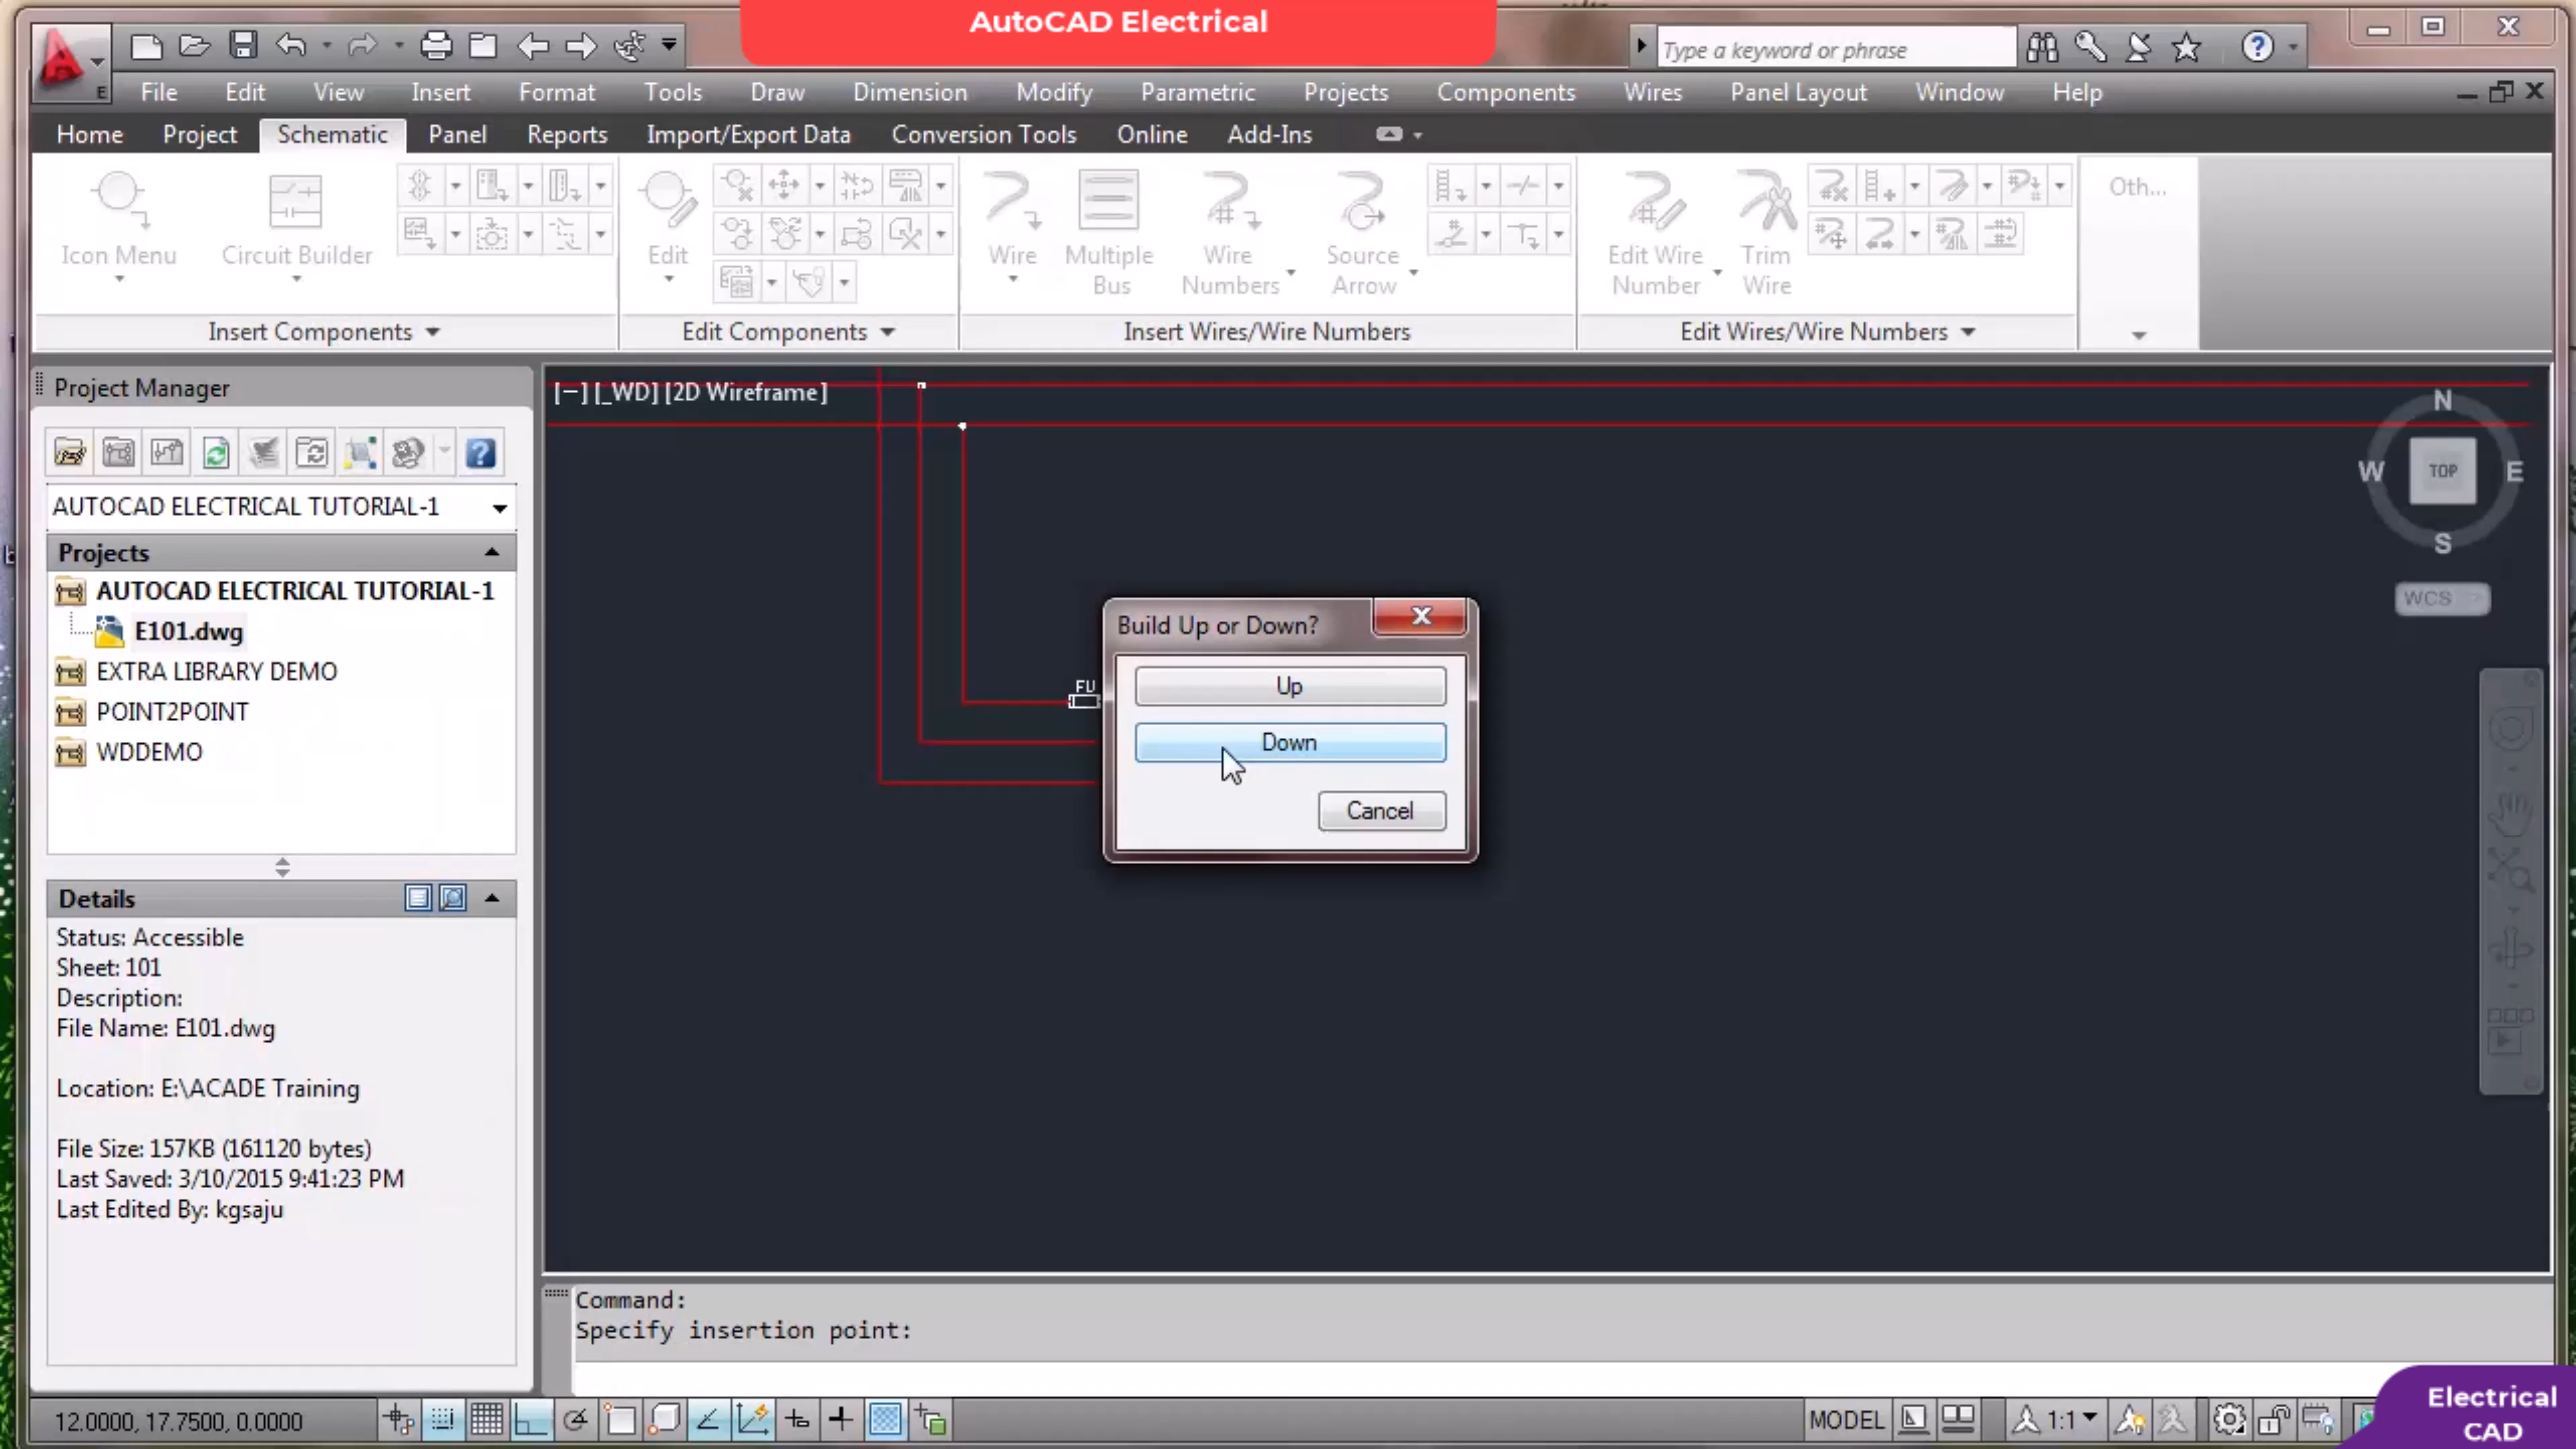 AutoCAD Electrical
Type a keyword or phrase
E
File Edit View Insert Format Tools Draw Dimension Modify Parametric Projects Components Wires Panel Layout Window Help
Home Project Schematic Panel Reports Import/Export Data Conversion Tools Online Add-Ins
Icon Menu Circuit Builder Edit Wire Multiple Bus Wire Numbers Source Arrow Edit Wire Number Trim Wire Oth...
Insert Components Edit Components Insert Wires/Wire Numbers Edit Wires/Wire Numbers
Project Manager
AUTOCAD ELECTRICAL TUTORIAL-1
Projects
AUTOCAD ELECTRICAL TUTORIAL-1
E101.dwg
EXTRA LIBRARY DEMO
POINT2POINT
WDDEMO
Details
Status: Accessible
Sheet: 101
Description:
File Name: E101.dwg
Location: E:\ACADE Training
File Size: 157KB (161120 bytes)
Last Saved: 3/10/2015 9:41:23 PM
Last Edited By: kgsaju
[−] [_WD] [2D Wireframe]
N
W TOP E
S
WCS
FU
Build Up or Down?
Up
Down
Cancel
Command:
Specify insertion point:
12.0000, 17.7500, 0.0000
MODEL 1:1
Electrical
CAD